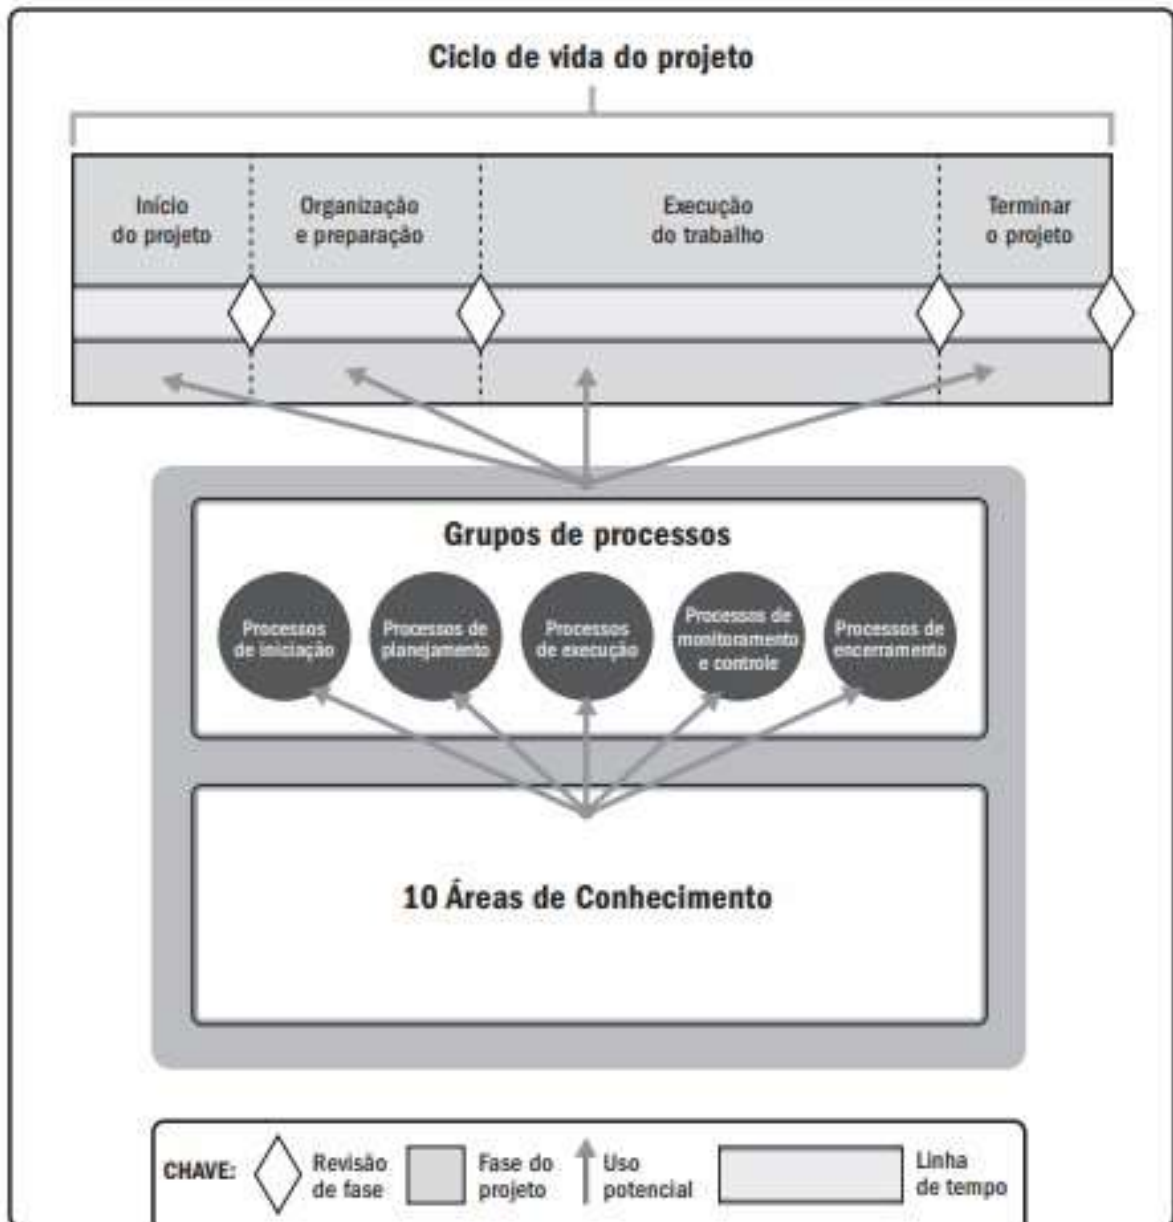 Ciclo de vida do projeto
Início
do projeto
Organização
e preparação
Execução
do trabalho
Terminar
o projeto
Grupos de processos
Processos
de iniciação
Processos de
planejamento
Processos
de execução
Processos de
monitoramento
e controle
Processos de
encerramento
10 Áreas de Conhecimento
CHAVE:
Revisão
de fase
Fase do
projeto
Uso
potencial
Linha
de tempo